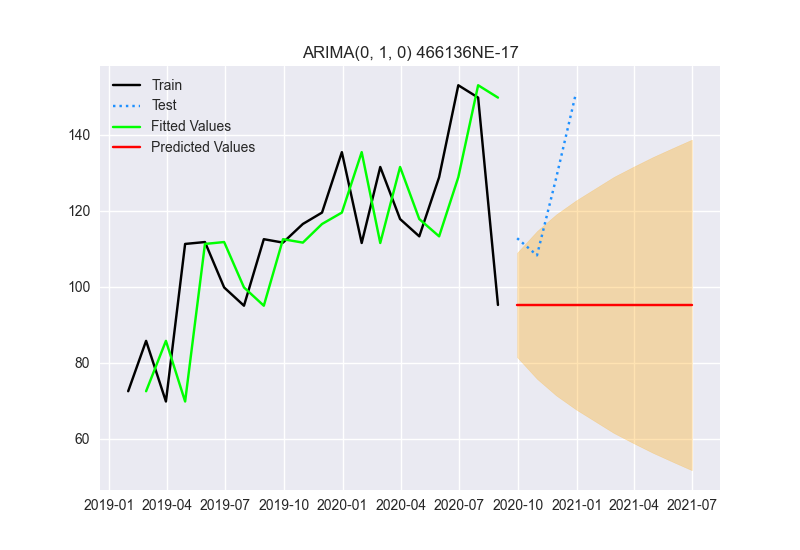 ARIMA(0, 1, 0) 466136NE-17
Train
Test
Fitted Values
Predicted Values
140
120
100
80
60
2019-01 2019-04 2019-07 2019-10 2020-01 2020-04 2020-07 2020-10 2021-01 2021-04 2021-07